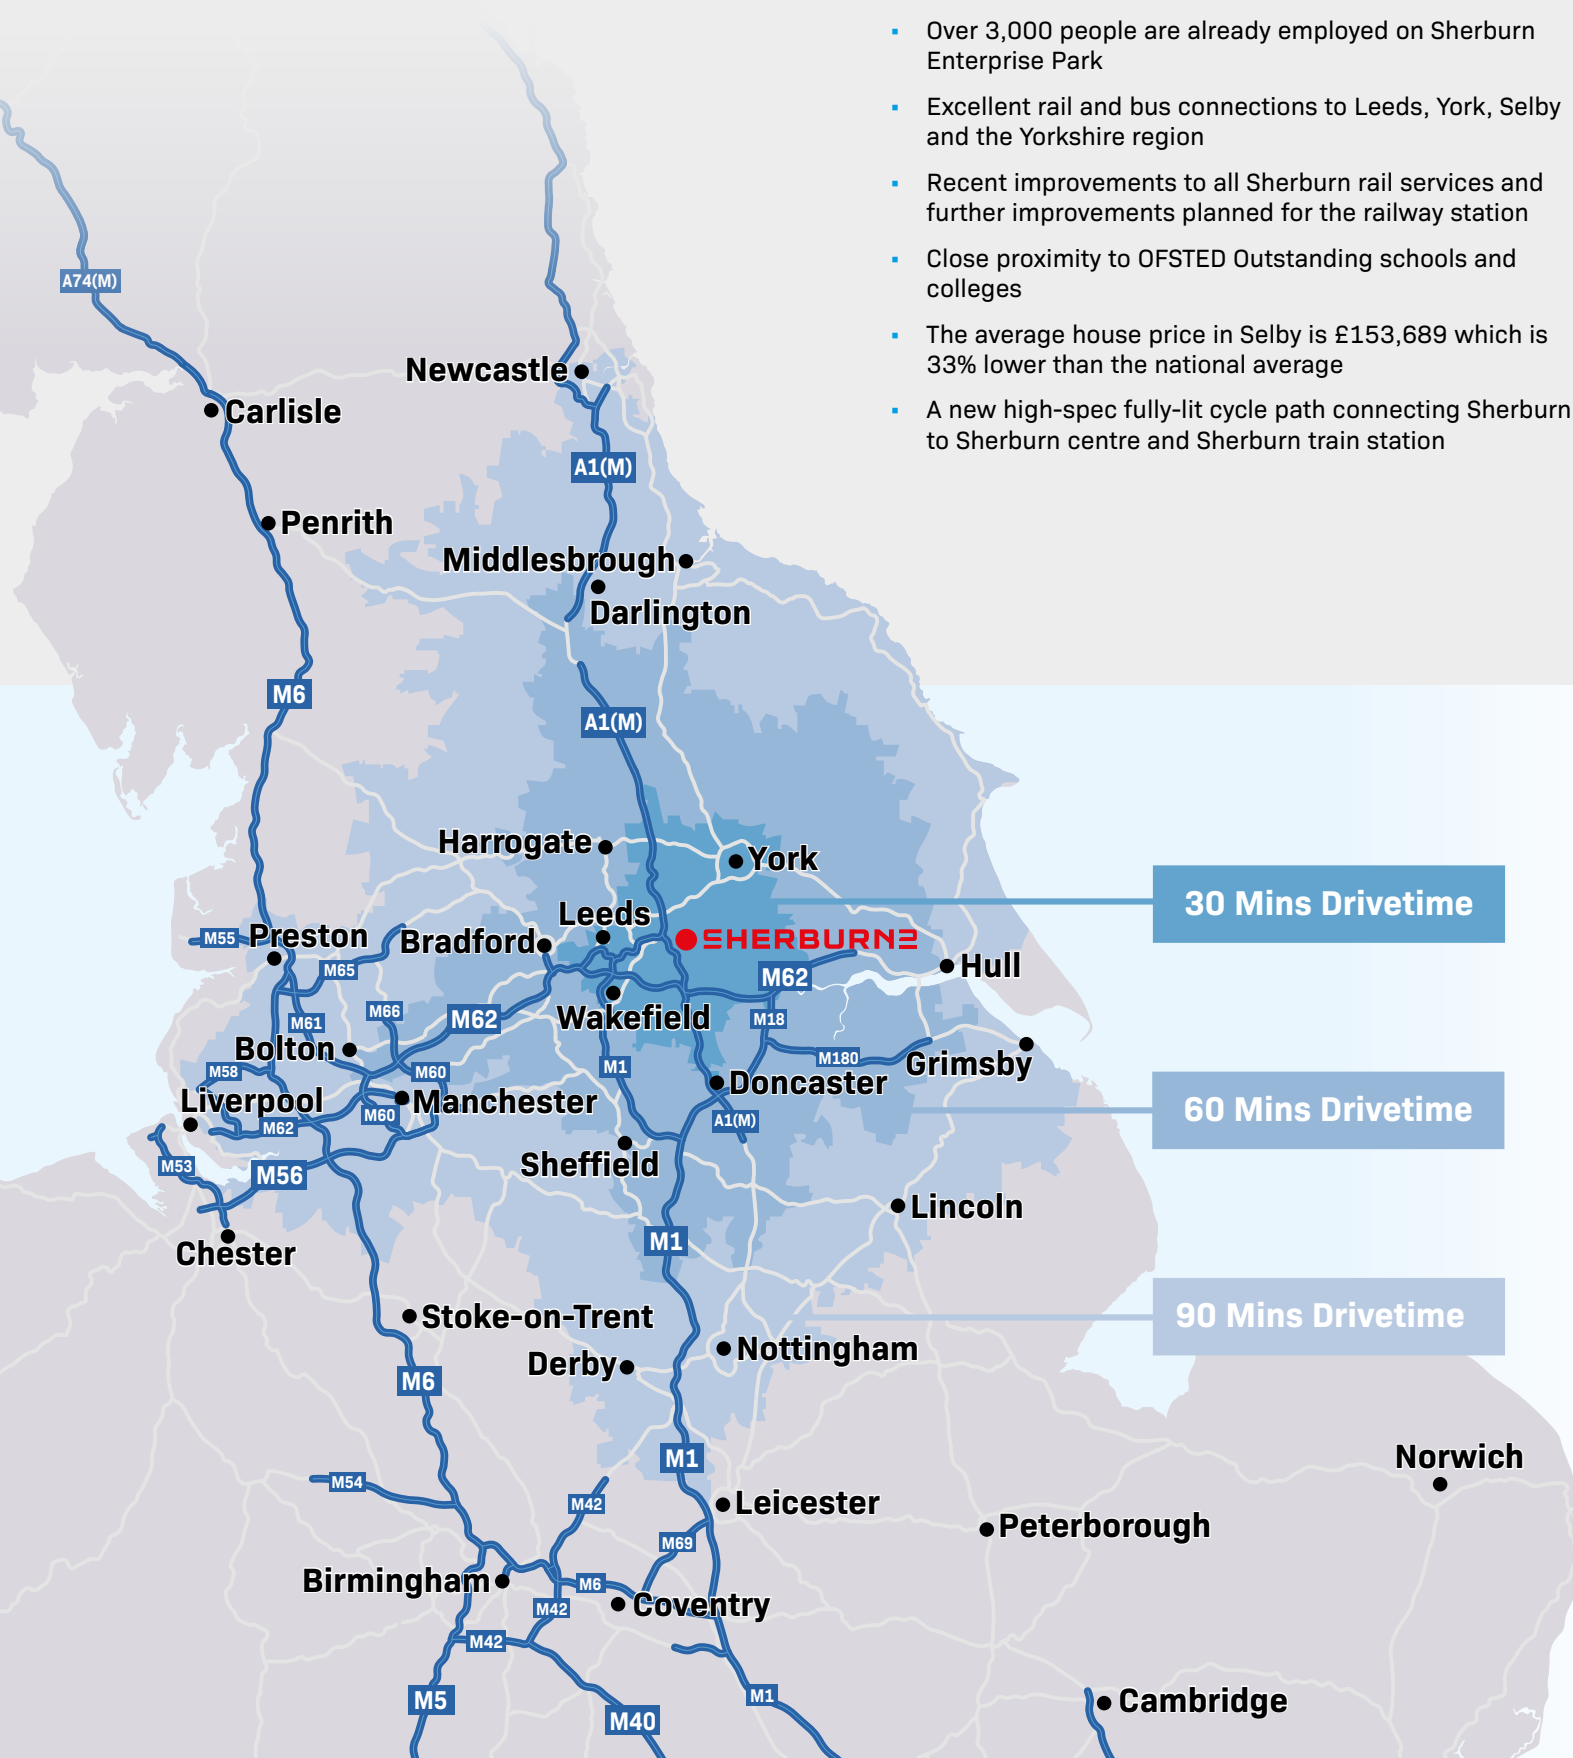 ▪ Over 3,000 people are already employed on Sherburn
Enterprise Park
▪ Excellent rail and bus connections to Leeds, York, Selby
and the Yorkshire region
▪ Recent improvements to all Sherburn rail services and
further improvements planned for the railway station
▪ Close proximity to OFSTED Outstanding schools and
colleges
▪ The average house price in Selby is £153,689 which is
33% lower than the national average
▪ A new high-spec fully-lit cycle path connecting Sherburn
to Sherburn centre and Sherburn train station
A74(M)
Newcastle
Carlisle
A1(M)
Penrith
Middlesbrough
Darlington
M6
A1(M)
Harrogate
York
30 Mins Drivetime
Leeds
M55
Preston
Bradford
SHERBURN2
Hull
M65
M62
M66
M61
M62
Wakefield
M18
Bolton
M180
Grimsby
M58
M60
M1
Doncaster
Liverpool
Manchester
60 Mins Drivetime
M60
M62
A1(M)
M53
M56
Sheffield
Lincoln
Chester
M1
Stoke-on-Trent
90 Mins Drivetime
Derby
Nottingham
M6
M1
Norwich
M54
M42
Leicester
Peterborough
M69
Birmingham
M6
M42
Coventry
M42
M5
M1
M40
Cambridge